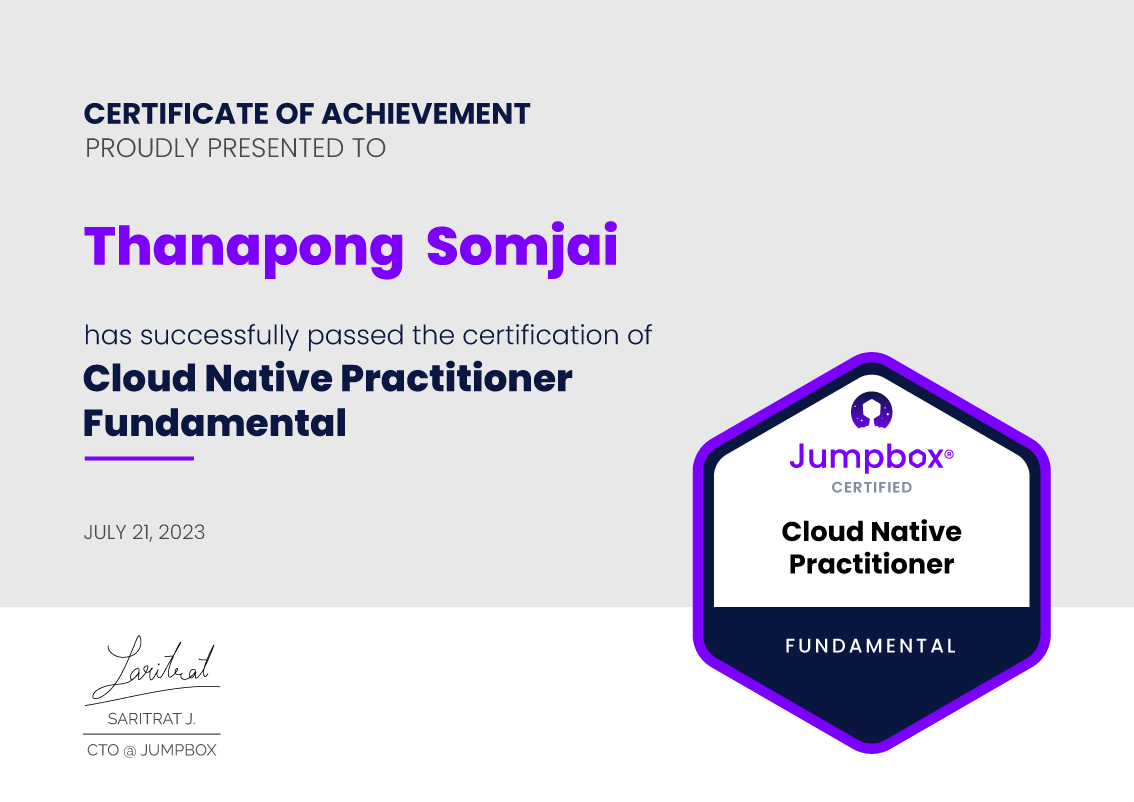 CERTIFICATE OF ACHIEVEMENT
PROUDLY PRESENTED TO
Thanapong Somjai
has successfully passed the certification of
Cloud Native Practitioner
Fundamental
JULY 21, 2023
Saritrat
SARITRAT J.
CTO @ JUMPBOX
Jumpbox®
CERTIFIED
Cloud Native
Practitioner
FUNDAMENTAL